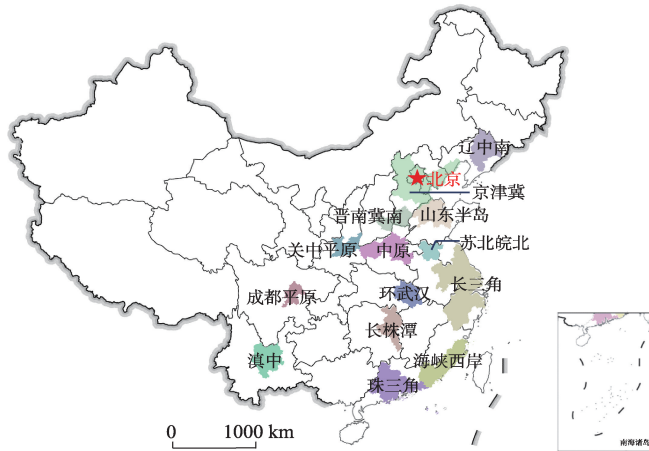 辽中南
北京
京津冀
晋南冀南
山东半岛
关中平原
中原
苏北皖北
长三角
成都平原
环武汉
长株潭
滇中
海峡西岸
珠三角
0 1000 km
南海诸岛